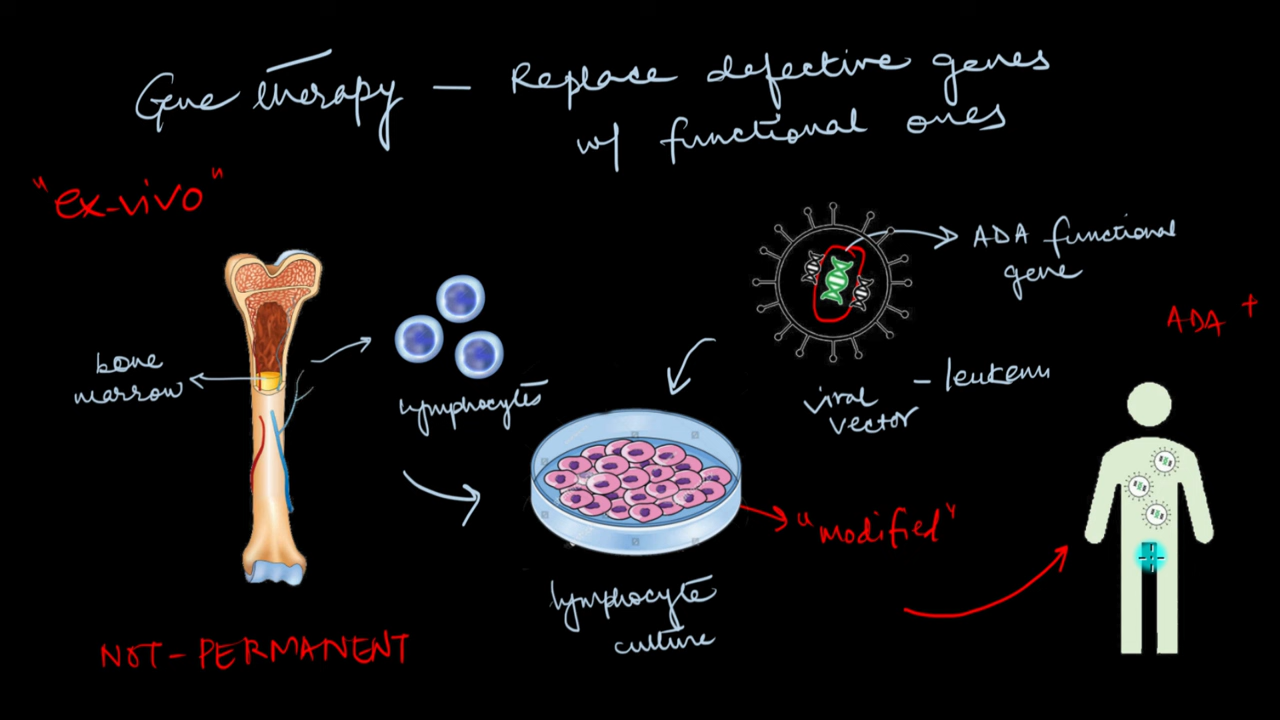 Gene therapy — Replace defective genes
w/ functional ones
"ex-vivo"
ADA functional
gene
ADA +
bone
marrow
lymphocytes
viral
vector
- leukem
"modified"
lymphocyte
culture
NOT-PERMANENT